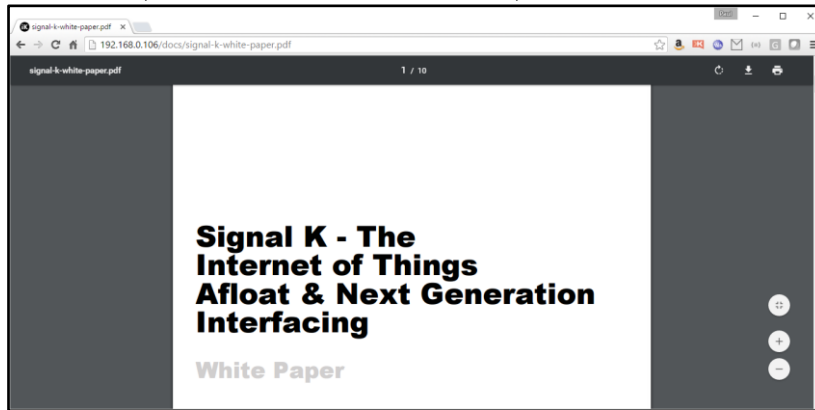 signal-k-white-paper.pdf
192.168.0.106/docs/signal-k-white-paper.pdf
signal-k-white-paper.pdf
1 / 10
Signal K - The
Internet of Things
Afloat & Next Generation
Interfacing
White Paper